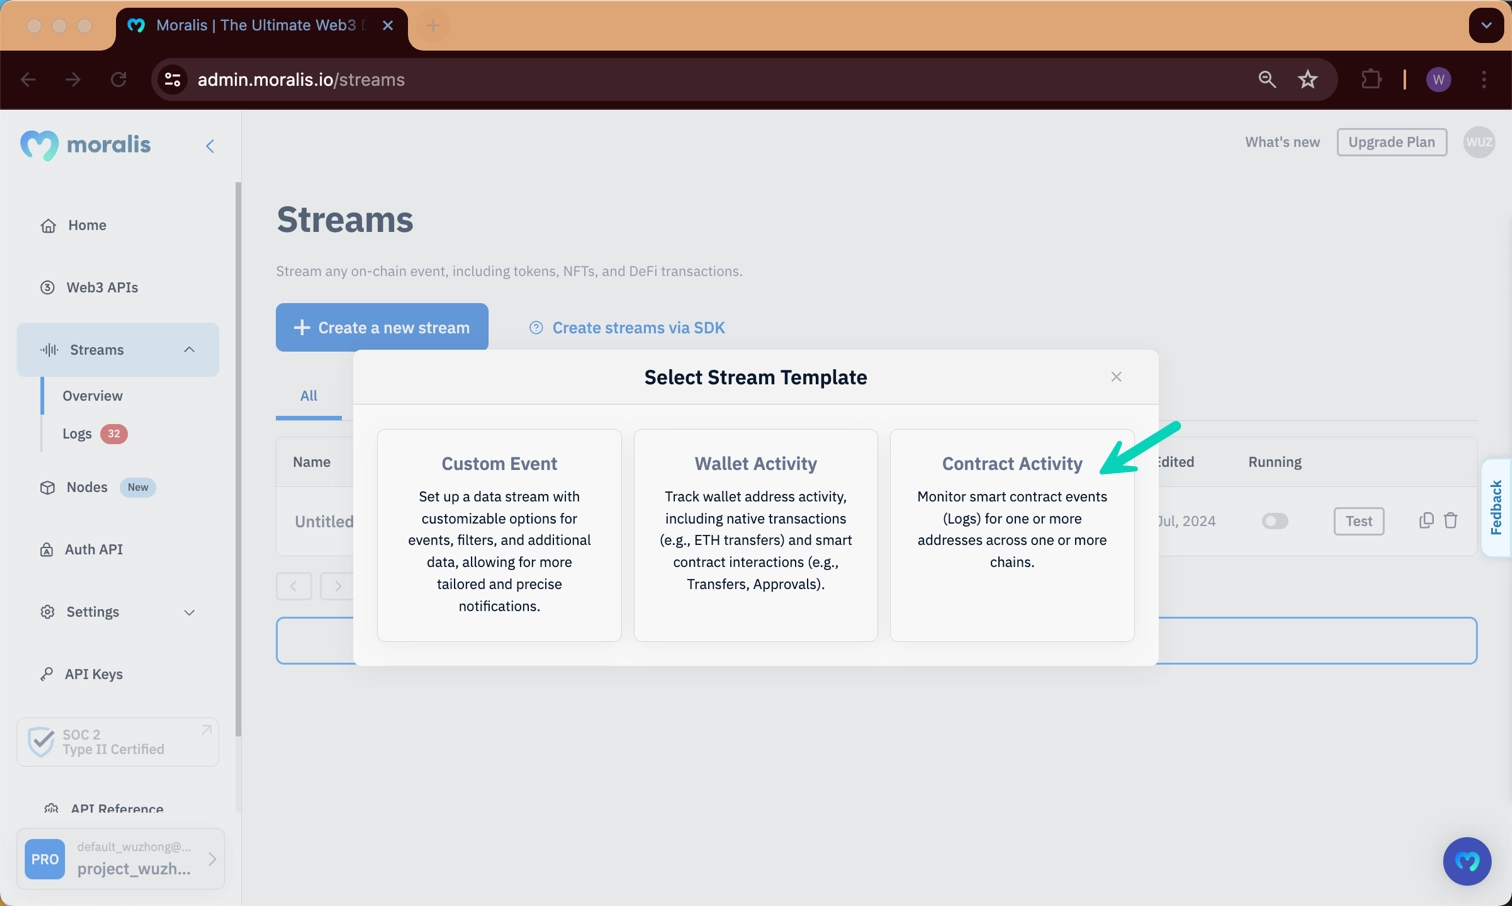 Moralis | The Ultimate Web3
admin.moralis.io/streams
W
moralis
What's new
Upgrade Plan
WUZ
Home
Web3 APIs
Streams
Overview
Logs 32
Nodes New
Auth API
Settings
API Keys
SOC 2
Type II Certified
API Reference
PRO
default_wuzhong@...
project_wuzh...
Streams
Stream any on-chain event, including tokens, NFTs, and DeFi transactions.
Create a new stream
Create streams via SDK
All
Name
Edited
Running
Untitled
Jul, 2024
Test
Select Stream Template
Custom Event
Set up a data stream with
customizable options for
events, filters, and additional
data, allowing for more
tailored and precise
notifications.
Wallet Activity
Track wallet address activity,
including native transactions
(e.g., ETH transfers) and smart
contract interactions (e.g.,
Transfers, Approvals).
Contract Activity
Monitor smart contract events
(Logs) for one or more
addresses across one or more
chains.
Feedback